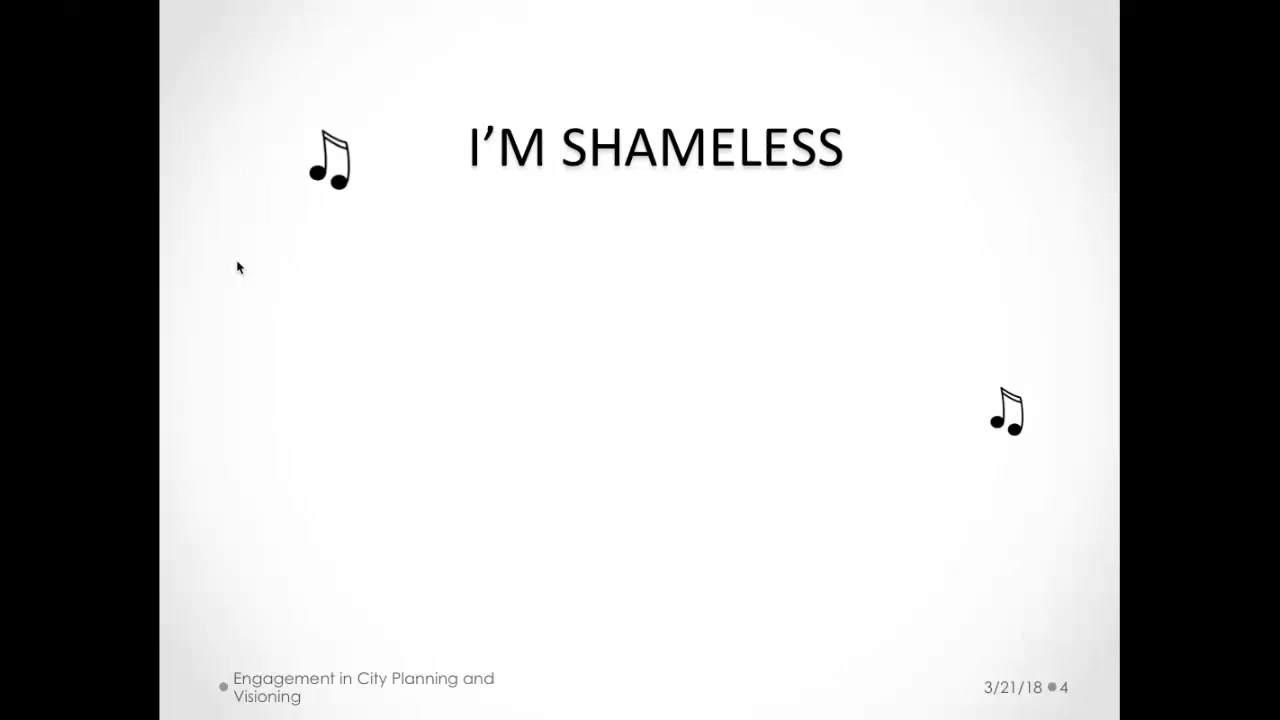 I’M SHAMELESS
Engagement in City Planning and
Visioning
3/21/18
4